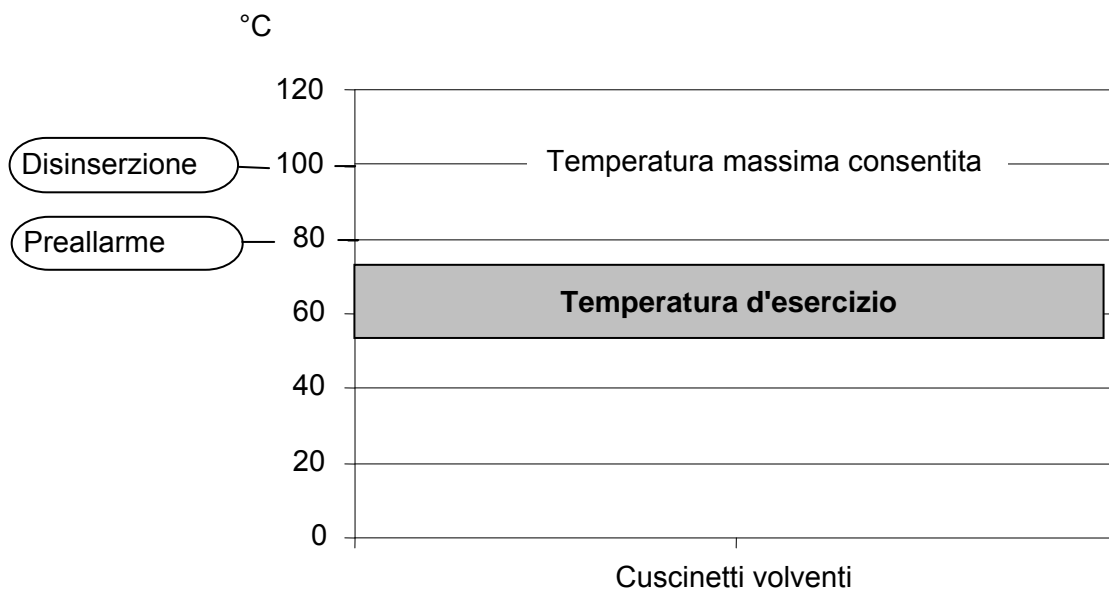 °C
120
Disinserzione
100
Temperatura massima consentita
Preallarme
80
Temperatura d'esercizio
60
40
20
0
Cuscinetti volventi